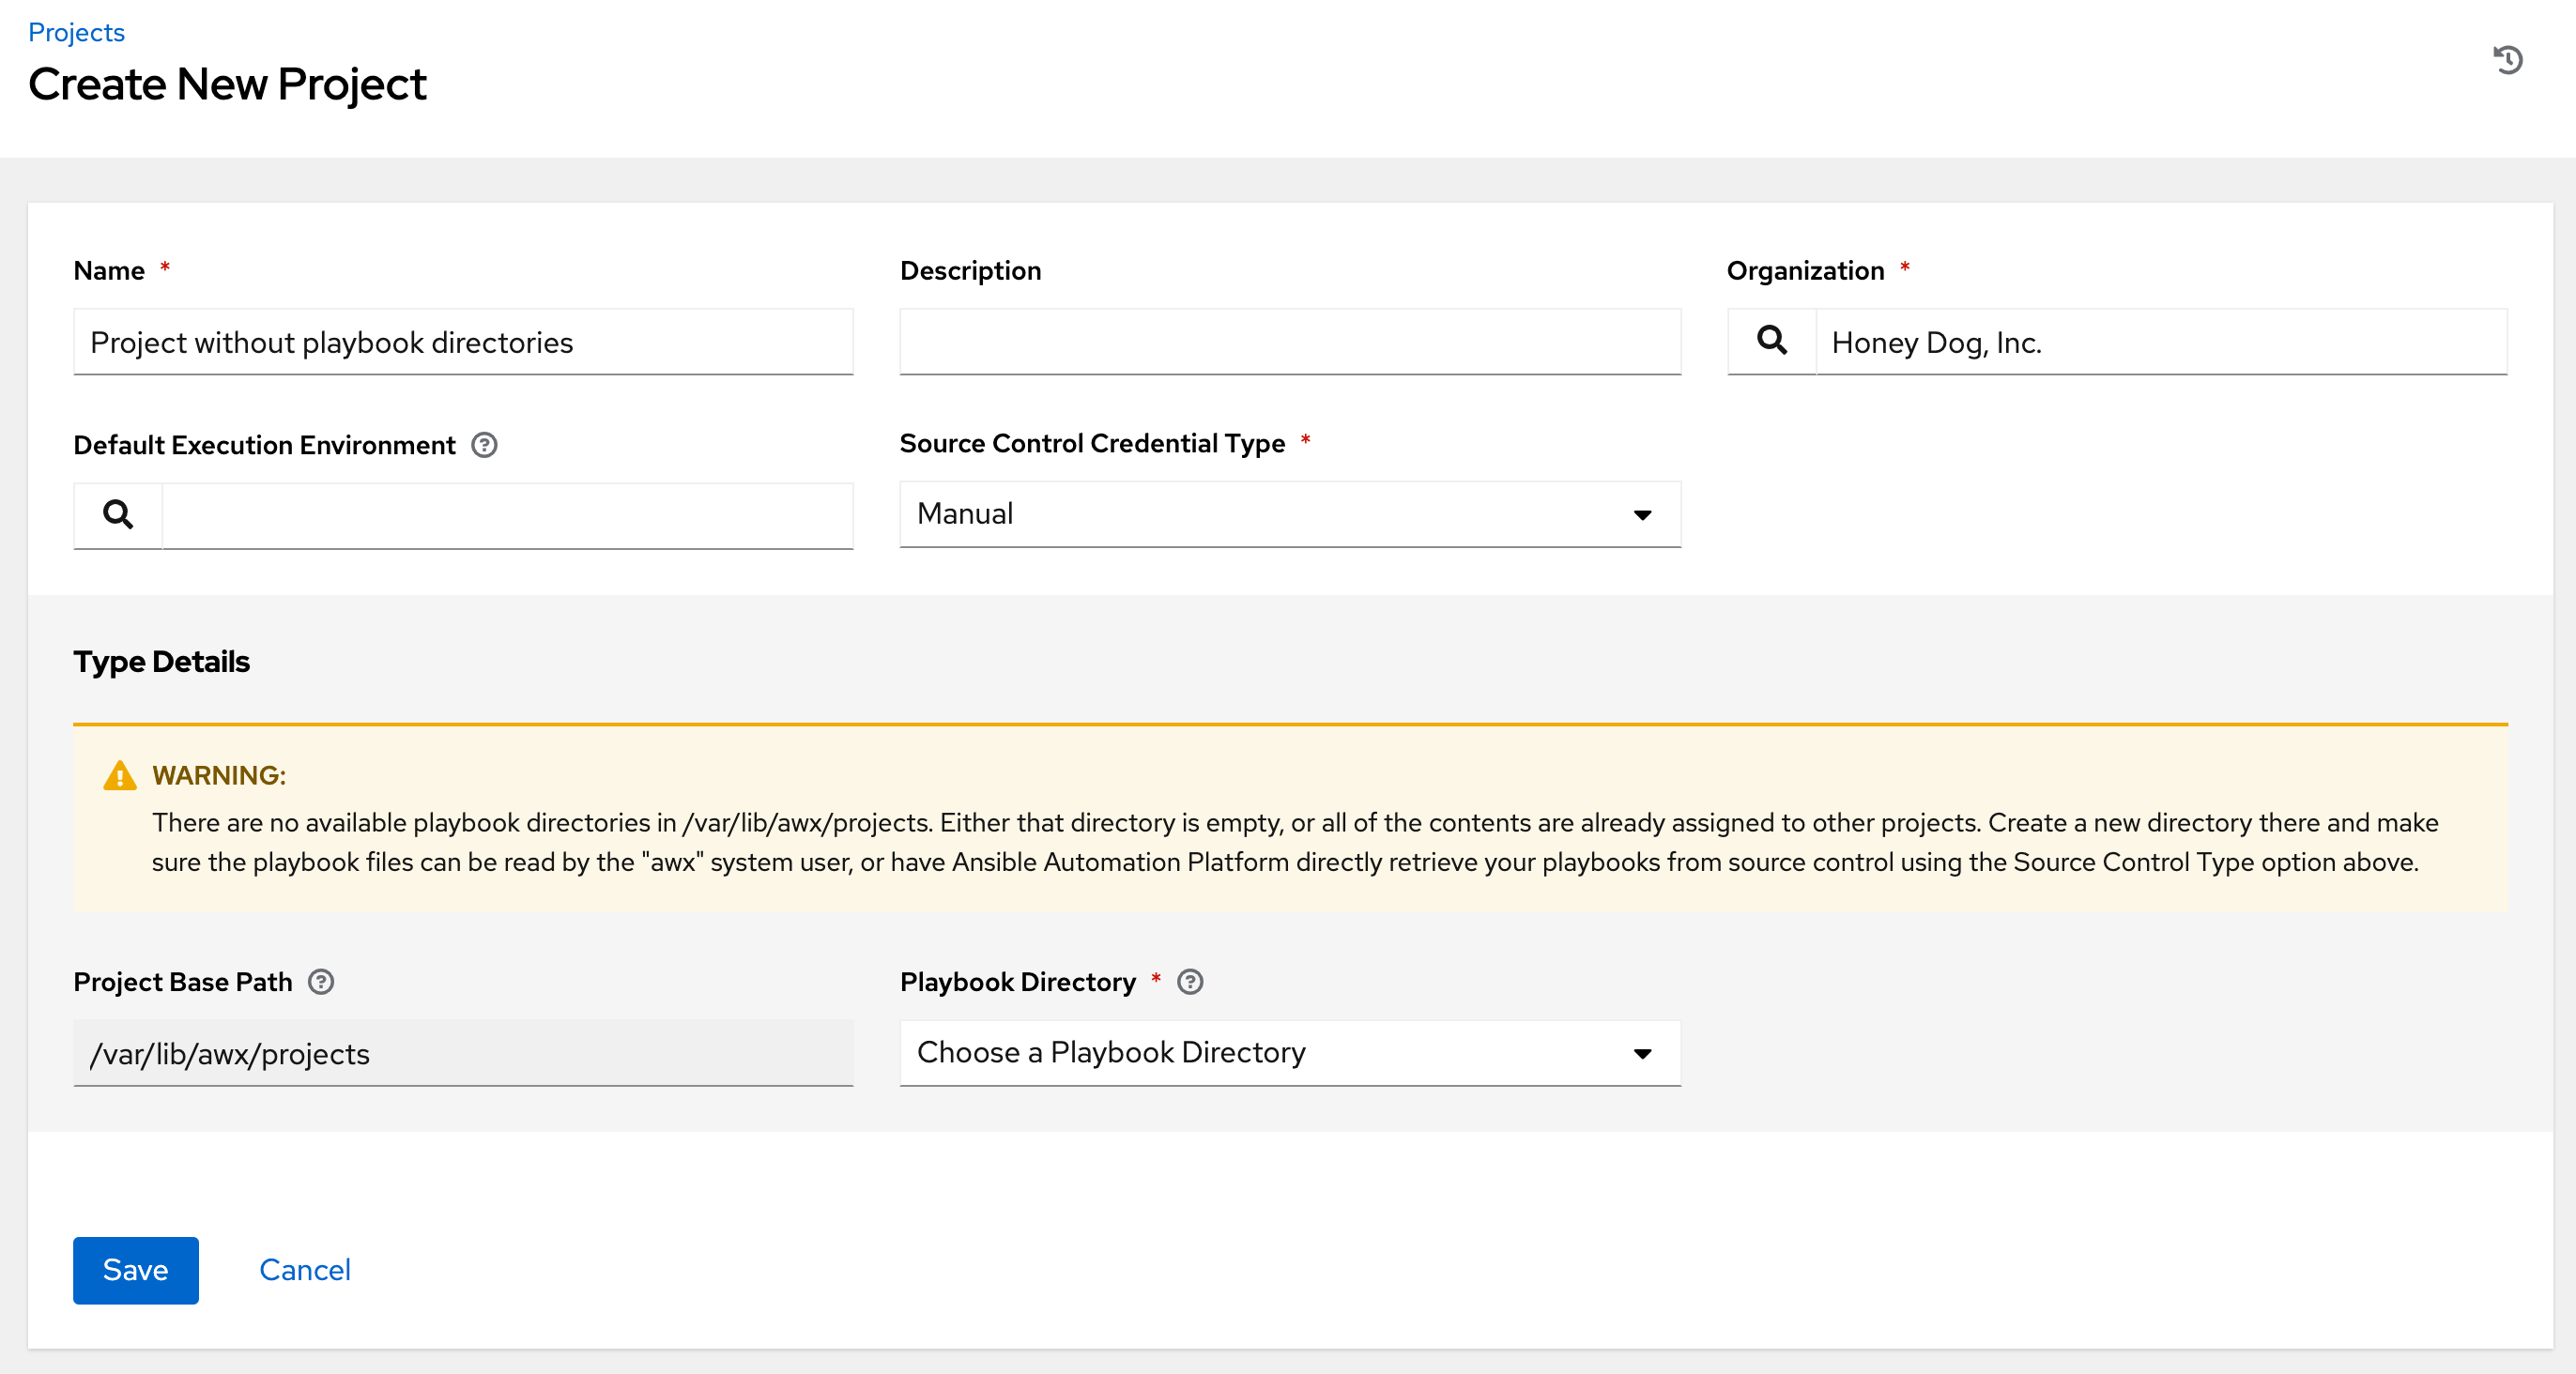 Projects
Create New Project
Name *
Description
Organization *
Project without playbook directories
Honey Dog, Inc.
Default Execution Environment
Source Control Credential Type *
Manual
Type Details
WARNING:
There are no available playbook directories in /var/lib/awx/projects. Either that directory is empty, or all of the contents are already assigned to other projects. Create a new directory there and make
sure the playbook files can be read by the "awx" system user, or have Ansible Automation Platform directly retrieve your playbooks from source control using the Source Control Type option above.
Project Base Path
Playbook Directory *
/var/lib/awx/projects
Choose a Playbook Directory
Save
Cancel